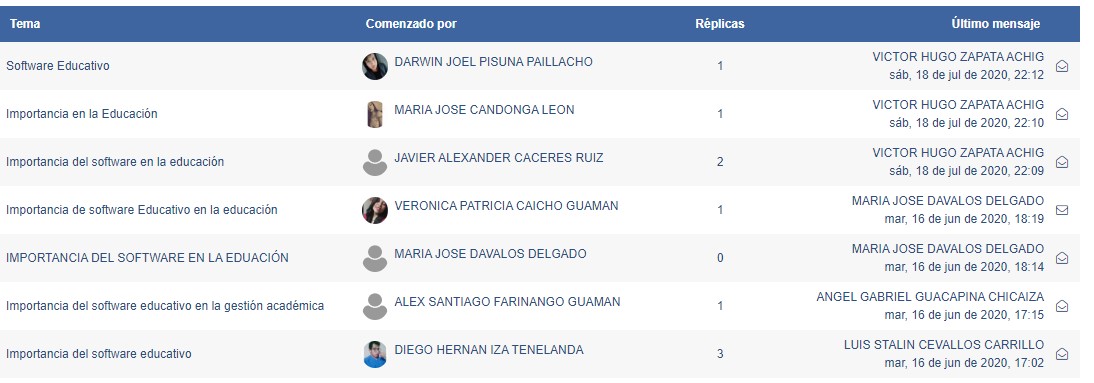 Tema Comenzado por Réplicas Último mensaje
Software Educativo DARWIN JOEL PISUNA PAILLACHO 1 VICTOR HUGO ZAPATA ACHIG
sáb, 18 de jul de 2020, 22:12
Importancia en la Educación MARIA JOSE CANDONGA LEON 1 VICTOR HUGO ZAPATA ACHIG
sáb, 18 de jul de 2020, 22:10
Importancia del software en la educación JAVIER ALEXANDER CACERES RUIZ 2 VICTOR HUGO ZAPATA ACHIG
sáb, 18 de jul de 2020, 22:09
Importancia de software Educativo en la educación VERONICA PATRICIA CAICHO GUAMAN 1 MARIA JOSE DAVALOS DELGADO
mar, 16 de jun de 2020, 18:19
IMPORTANCIA DEL SOFTWARE EN LA EDUACIÓN MARIA JOSE DAVALOS DELGADO 0 MARIA JOSE DAVALOS DELGADO
mar, 16 de jun de 2020, 18:14
Importancia del software educativo en la gestión académica ALEX SANTIAGO FARINANGO GUAMAN 1 ANGEL GABRIEL GUACAPINA CHICAIZA
mar, 16 de jun de 2020, 17:15
Importancia del software educativo DIEGO HERNAN IZA TENELANDA 3 LUIS STALIN CEVALLOS CARRILLO
mar, 16 de jun de 2020, 17:02